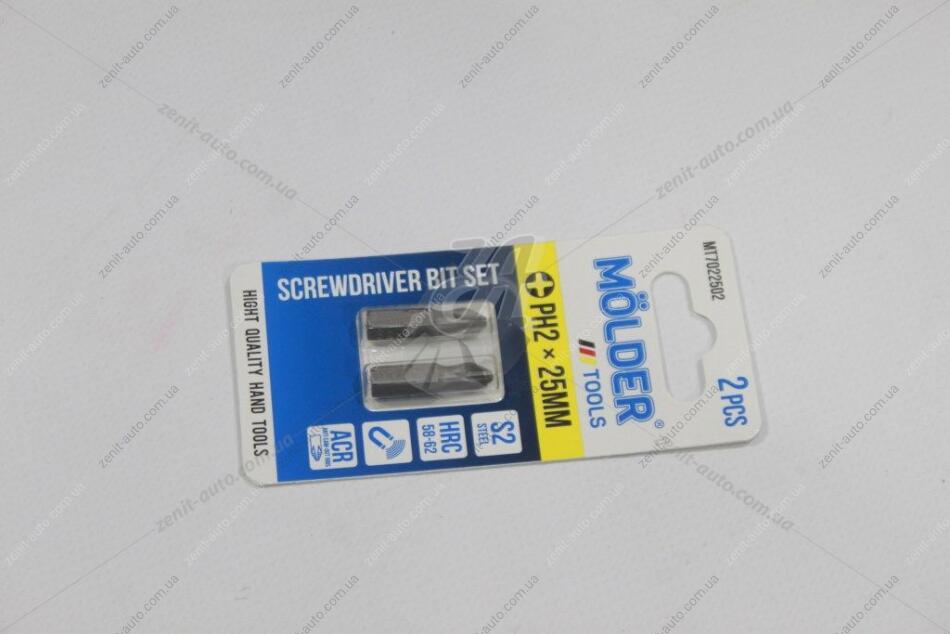 MT7022502
2 PCS
MÖLDER®
TOOLS
PH2 × 25MM
SCREWDRIVER BIT SET
S2
STEEL
HRC
58-62
ACR
HIGHT QUALITY HAND TOOLS
zenit-auto.com.ua